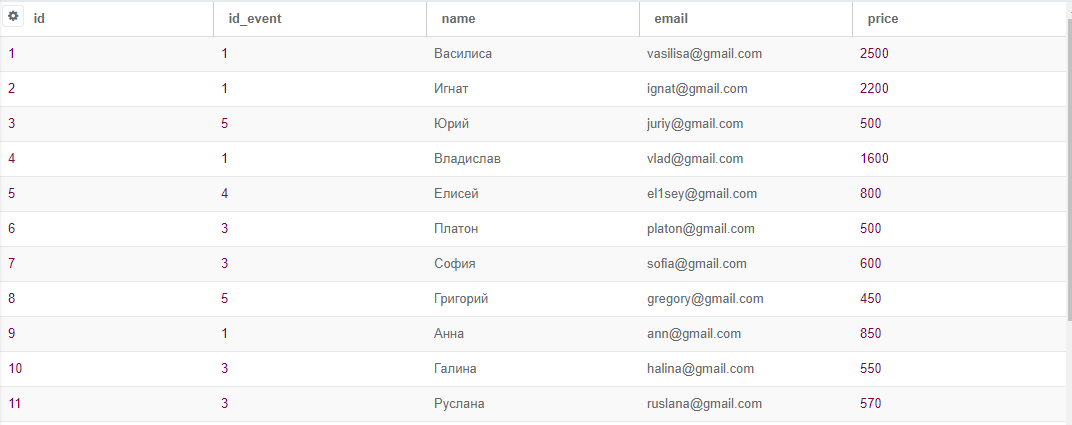 id id_event name email price
1 1 Василиса vasilisa@gmail.com 2500
2 1 Игнат ignat@gmail.com 2200
3 5 Юрий juriy@gmail.com 500
4 1 Владислав vlad@gmail.com 1600
5 4 Елисей el1sey@gmail.com 800
6 3 Платон platon@gmail.com 500
7 3 София sofia@gmail.com 600
8 5 Григорий gregory@gmail.com 450
9 1 Анна ann@gmail.com 850
10 3 Галина halina@gmail.com 550
11 3 Руслана ruslana@gmail.com 570